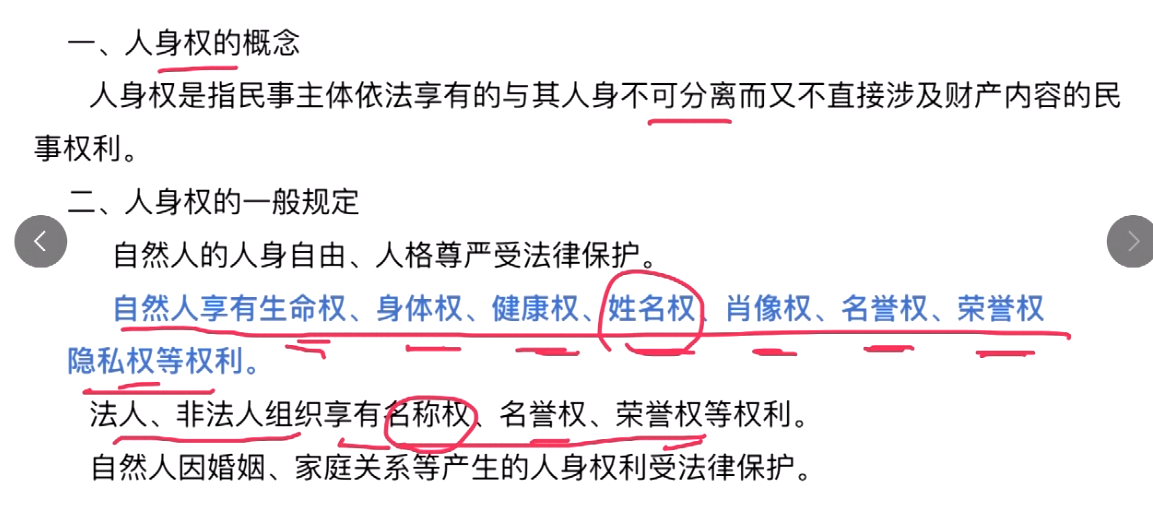 一、人身权的概念
人身权是指民事主体依法享有的与其人身不可分离而又不直接涉及财产内容的民
事权利。
二、人身权的一般规定
自然人的人身自由、人格尊严受法律保护。
自然人享有生命权、身体权、健康权、姓名权、肖像权、名誉权、荣誉权
隐私权等权利。
法人、非法人组织享有名称权、名誉权、荣誉权等权利。
自然人因婚姻、家庭关系等产生的人身权利受法律保护。